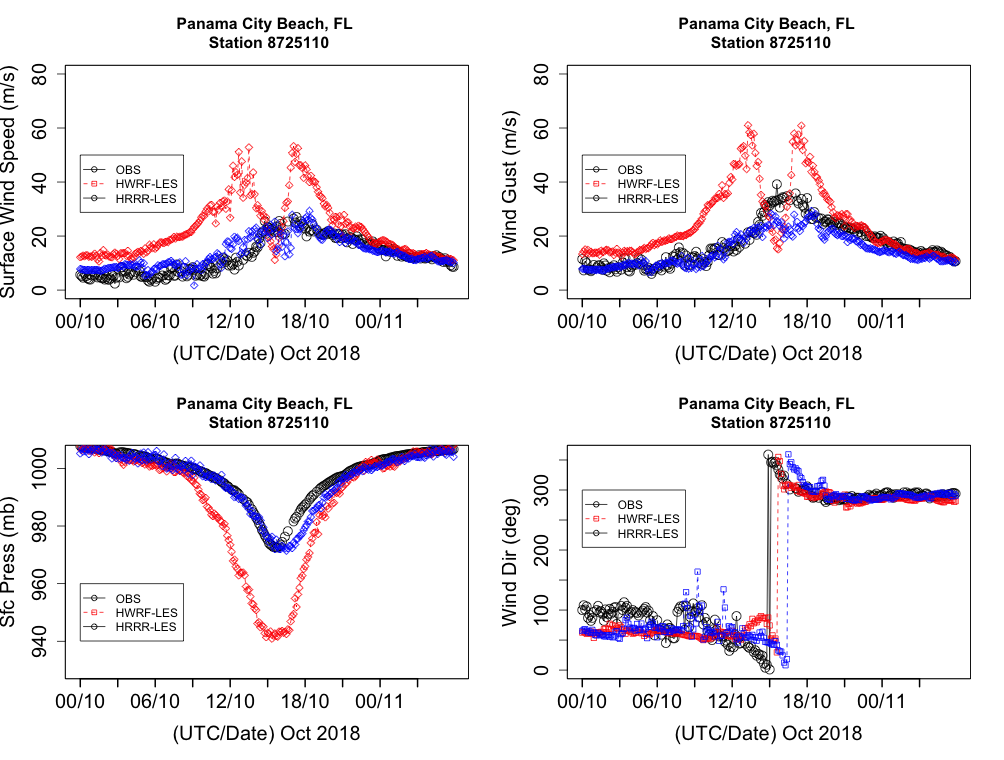 Panama City Beach, FL
Station 8725110
Surface Wind Speed (m/s)
80
60
40
20
0
OBS
HWRF-LES
HRRR-LES
00/10 06/10 12/10 18/10 00/11
(UTC/Date) Oct 2018
Panama City Beach, FL
Station 8725110
Wind Gust (m/s)
80
60
40
20
0
OBS
HWRF-LES
HRRR-LES
00/10 06/10 12/10 18/10 00/11
(UTC/Date) Oct 2018
Panama City Beach, FL
Station 8725110
Sfc Press (mb)
1000
980
960
940
OBS
HWRF-LES
HRRR-LES
00/10 06/10 12/10 18/10 00/11
(UTC/Date) Oct 2018
Panama City Beach, FL
Station 8725110
Wind Dir (deg)
300
200
100
0
OBS
HWRF-LES
HRRR-LES
00/10 06/10 12/10 18/10 00/11
(UTC/Date) Oct 2018